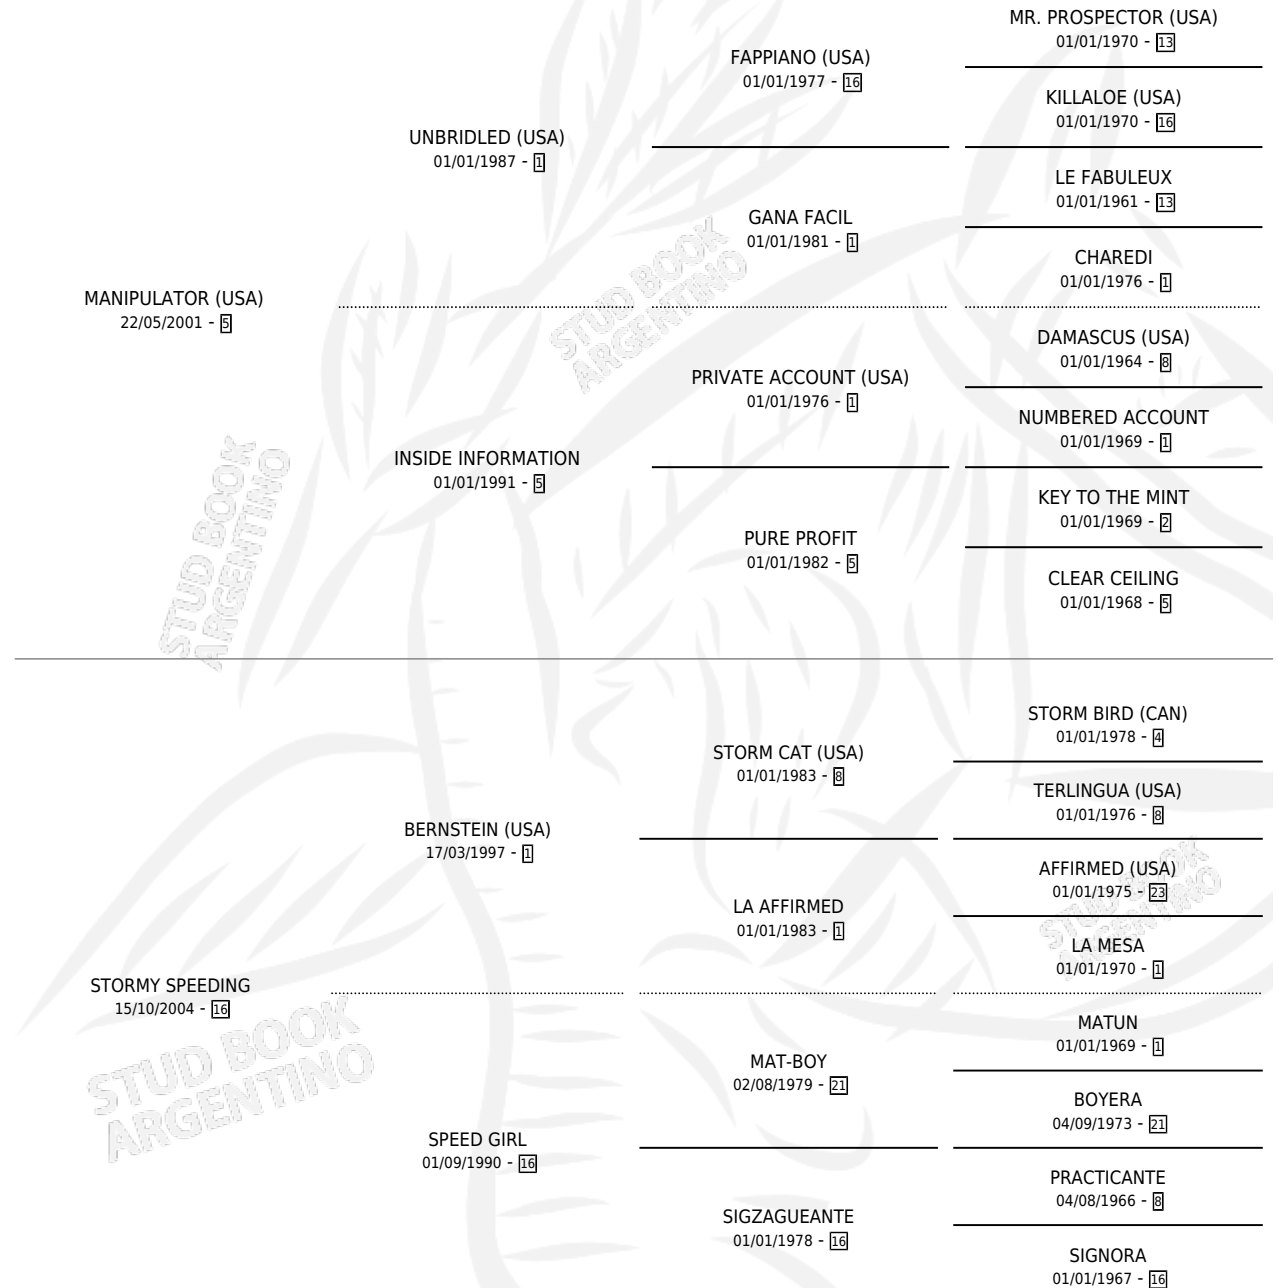 MR. PROSPECTOR (USA)
01/01/1970 - 13
FAPPIANO (USA)
01/01/1977 - 16
KILLALOE (USA)
01/01/1970 - 16
UNBRIDLED (USA)
01/01/1987 - 1
LE FABULEUX
01/01/1961 - 13
GANA FACIL
01/01/1981 - 1
CHAREDI
01/01/1976 - 1
MANIPULATOR (USA)
22/05/2001 - 5
DAMASCUS (USA)
01/01/1964 - 8
PRIVATE ACCOUNT (USA)
01/01/1976 - 1
NUMBERED ACCOUNT
01/01/1969 - 1
INSIDE INFORMATION
01/01/1991 - 5
KEY TO THE MINT
01/01/1969 - 2
PURE PROFIT
01/01/1982 - 5
CLEAR CEILING
01/01/1968 - 5
STUD BOOK
ARGENTINO
STUD BOOK
ARGENTINO
STORM BIRD (CAN)
01/01/1978 - 4
STORM CAT (USA)
01/01/1983 - 8
TERLINGUA (USA)
01/01/1976 - 8
BERNSTEIN (USA)
17/03/1997 - 1
AFFIRMED (USA)
01/01/1975 - 23
LA AFFIRMED
01/01/1983 - 1
LA MESA
01/01/1970 - 1
STORMY SPEEDING
15/10/2004 - 16
MATUN
01/01/1969 - 1
MAT-BOY
02/08/1979 - 21
BOYERA
04/09/1973 - 21
SPEED GIRL
01/09/1990 - 16
PRACTICANTE
04/08/1966 - 8
SIGZAGUEANTE
01/01/1978 - 16
SIGNORA
01/01/1967 - 16
STUD BOOK
ARGENTINO
STUD BOOK
ARGENTINO